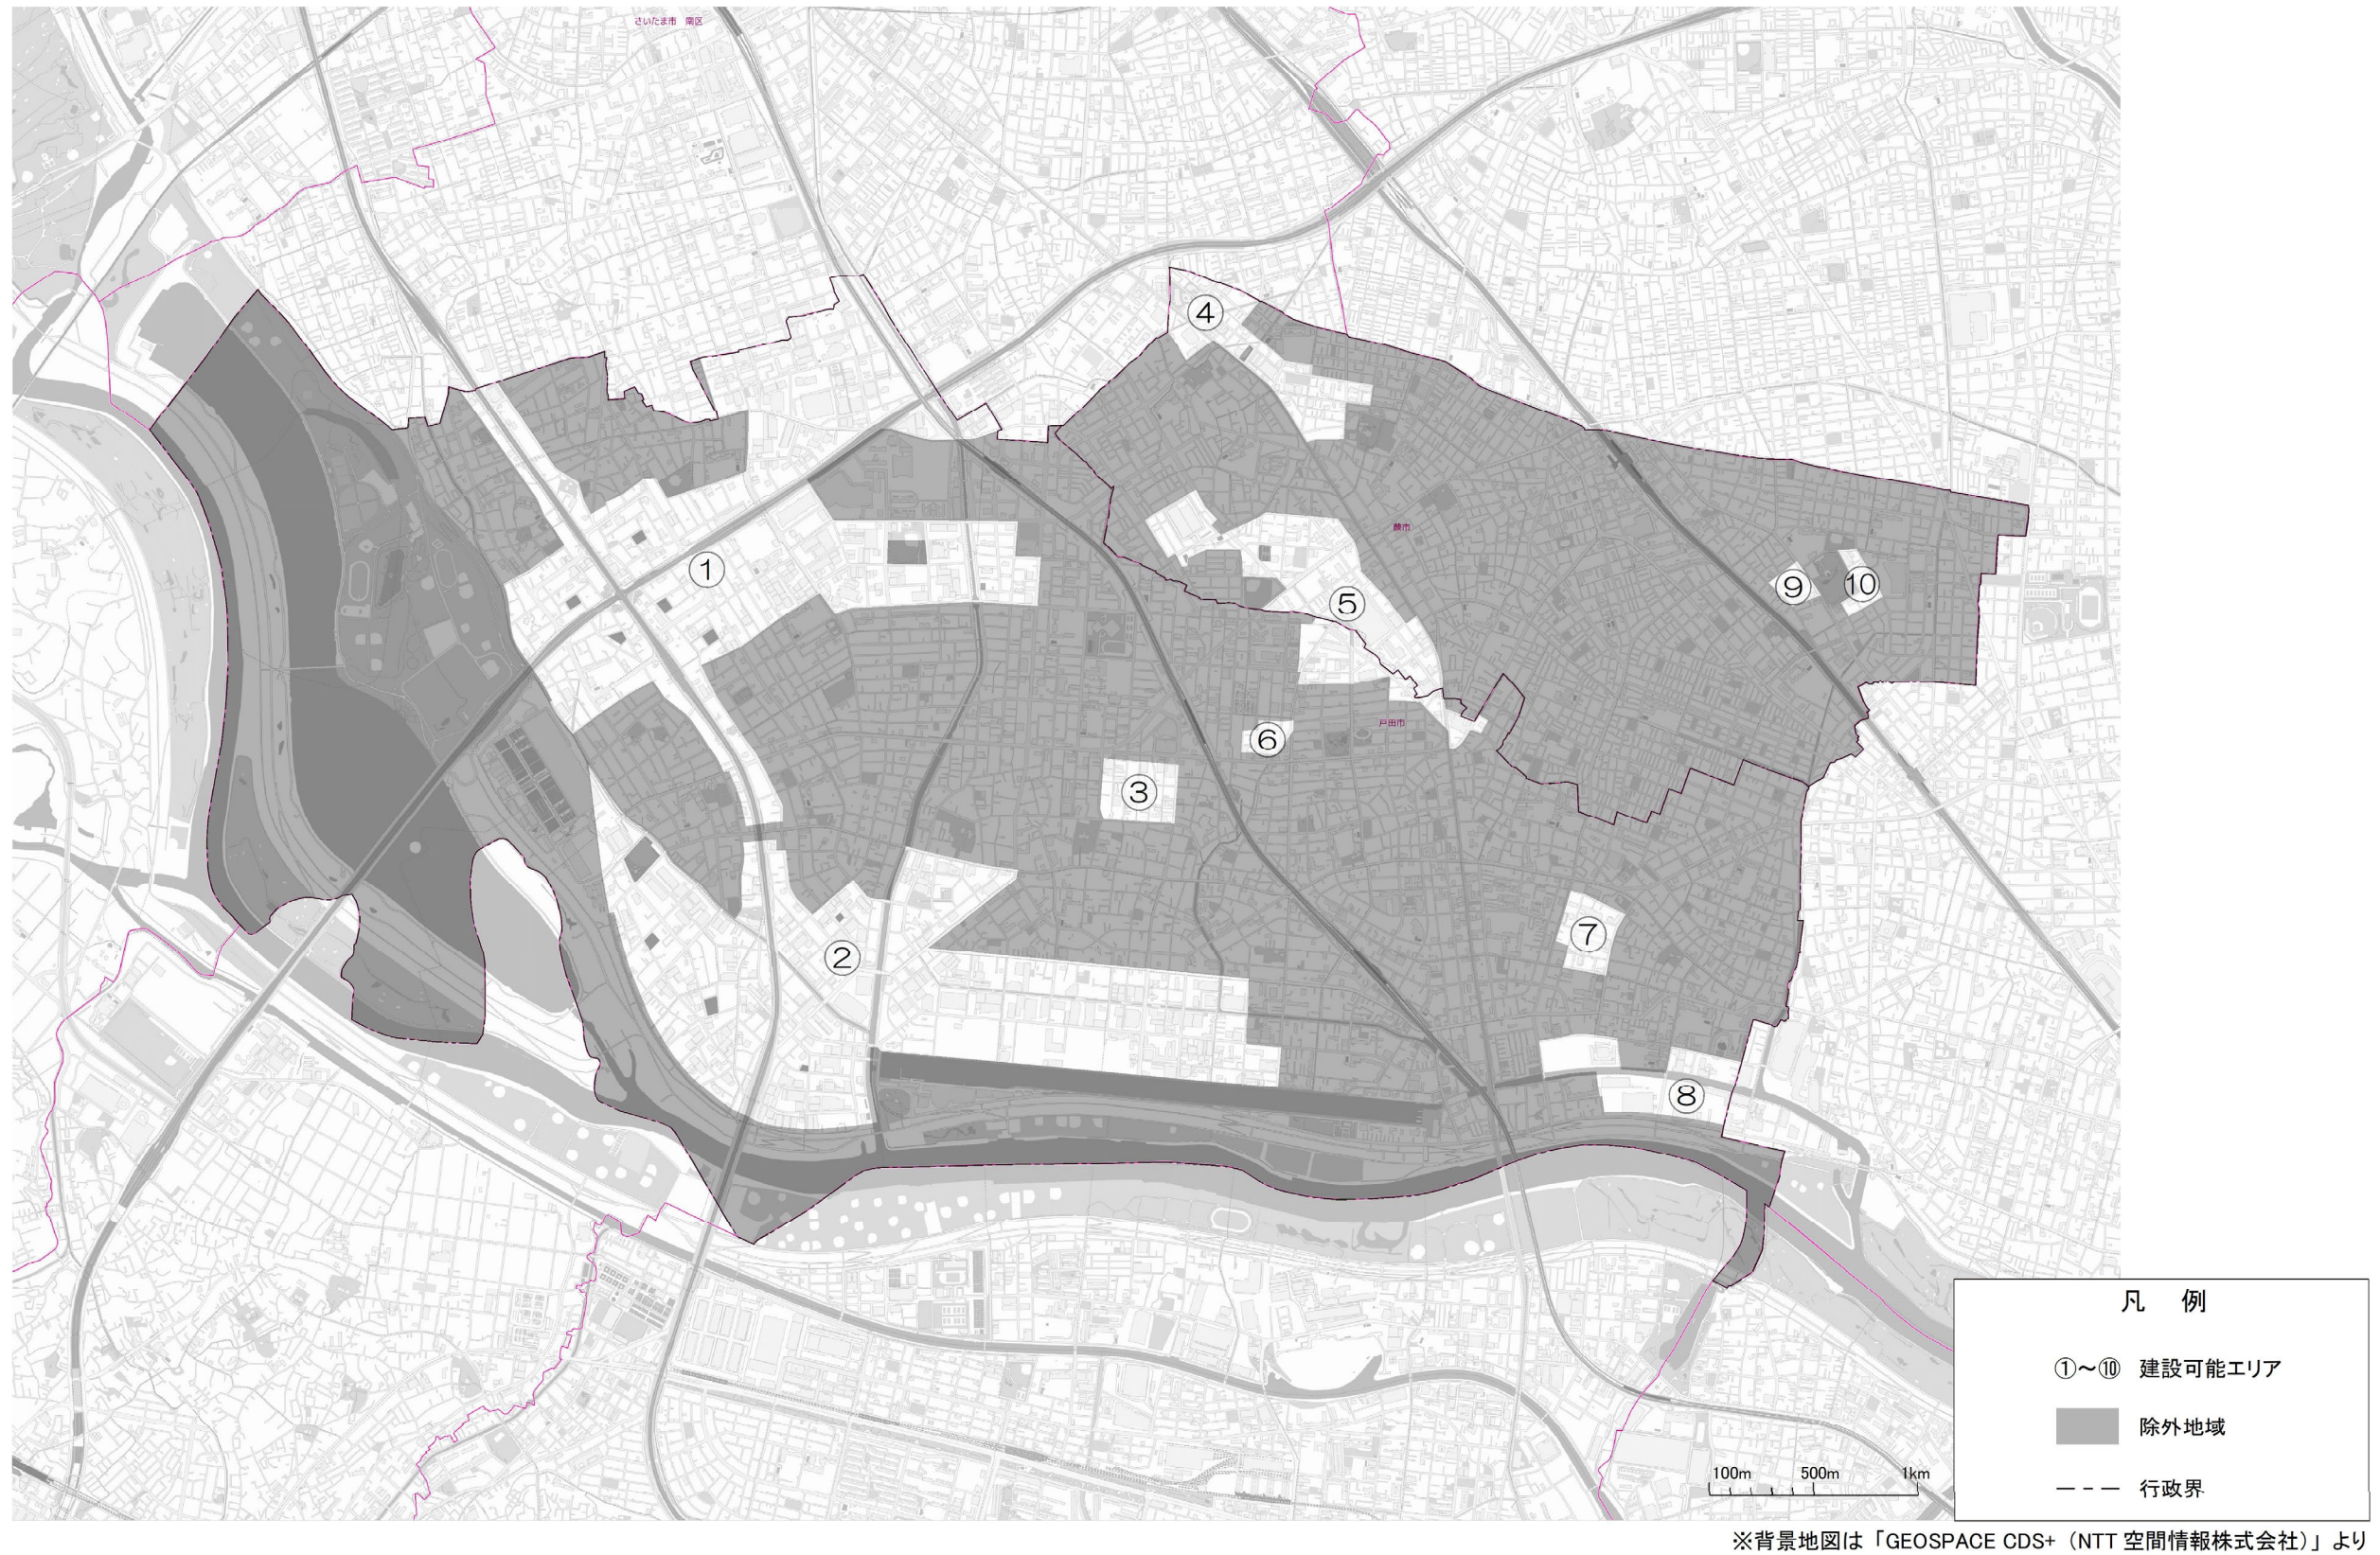 さいたま市 南区
④
蕨市
①
⑨
⑩
⑤
戸田市
⑥
③
⑦
②
⑧
凡 例
①～⑩ 建設可能エリア
除外地域
行政界
100m 500m 1km
※背景地図は「GEOSPACE CDS+（NTT 空間情報株式会社）」より